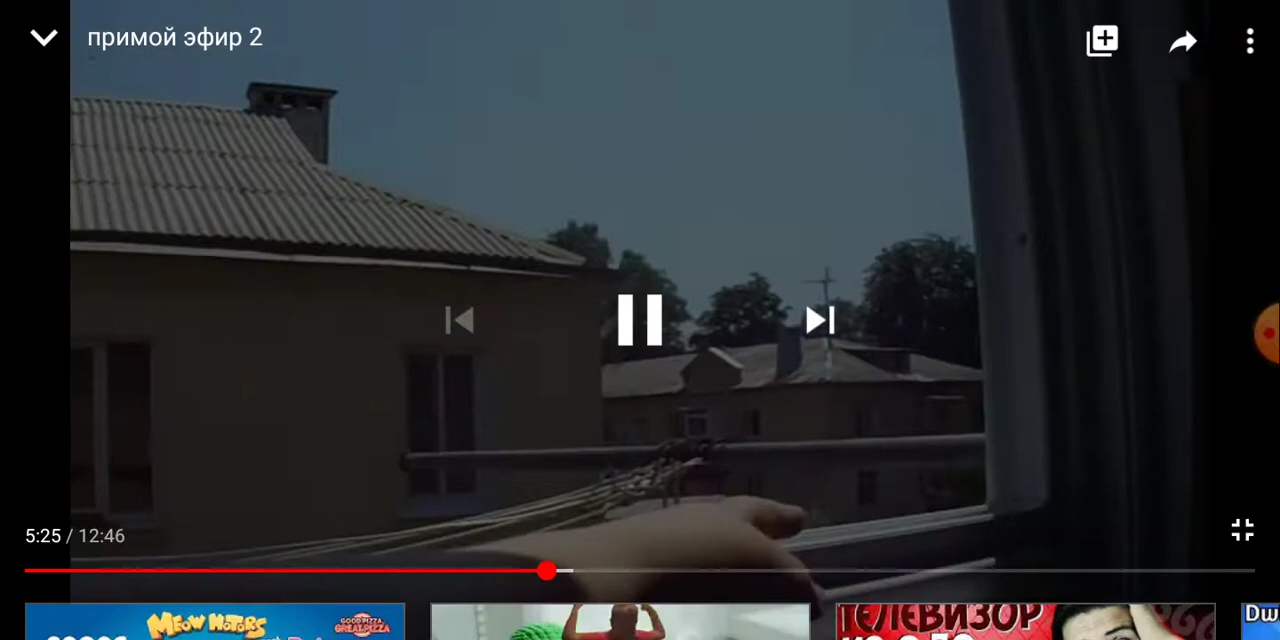 примой эфир 2
5:25 / 12:46
MEOW MOTORS
GOOD PIZZA
GREAT PIZZA
ТЕЛЕВИЗОР